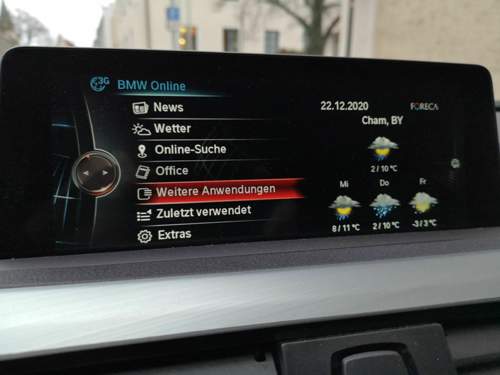 3G BMW Online
News
Wetter
Online-Suche
Office
Weitere Anwendungen
Zuletzt verwendet
Extras
22.12.2020 FORECA
Cham, BY
2 / 10 °C
Mi Do Fr
8 / 11 °C 2 / 10 °C -3 / 3 °C